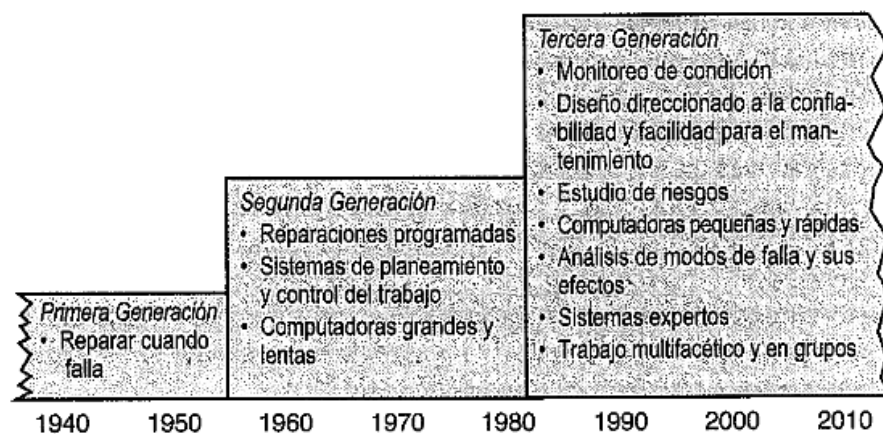 Primera Generación
• Reparar cuando
falla
Segunda Generación
• Reparaciones programadas
• Sistemas de planeamiento
y control del trabajo
• Computadoras grandes y
lentas
Tercera Generación
• Monitoreo de condición
• Diseño direccionado a la confia-
bilidad y facilidad para el man-
tenimiento
• Estudio de riesgos
• Computadoras pequeñas y rápidas
• Análisis de modos de falla y sus
efectos
• Sistemas expertos
• Trabajo multifacético y en grupos
1940 1950 1960 1970 1980 1990 2000 2010